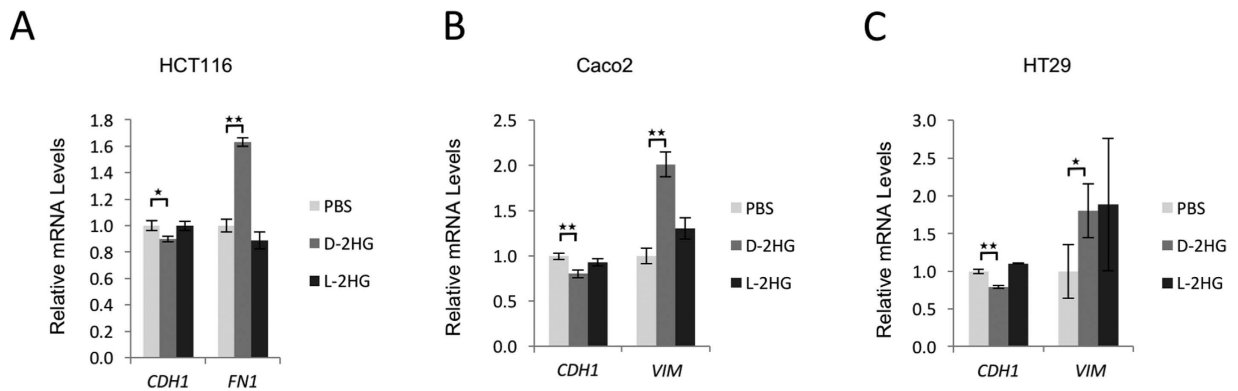 A
HCT116
Relative mRNA Levels
1.8
1.6
1.4
1.2
1.0
0.8
0.6
0.4
0.2
0.0
★
★★
CDH1 FN1
PBS
D-2HG
L-2HG
B
Caco2
Relative mRNA Levels
2.5
2.0
1.5
1.0
0.5
0.0
★★
★★
CDH1 VIM
PBS
D-2HG
L-2HG
C
HT29
Relative mRNA Levels
3.0
2.5
2.0
1.5
1.0
0.5
0.0
★★
★
CDH1 VIM
PBS
D-2HG
L-2HG